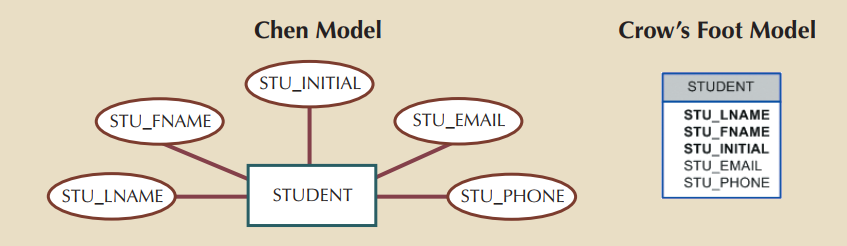 Chen Model
Crow's Foot Model
STU_INITIAL
STU_FNAME
STU_EMAIL
STU_LNAME
STUDENT
STU_PHONE
STUDENT
STU_LNAME
STU_FNAME
STU_INITIAL
STU_EMAIL
STU_PHONE